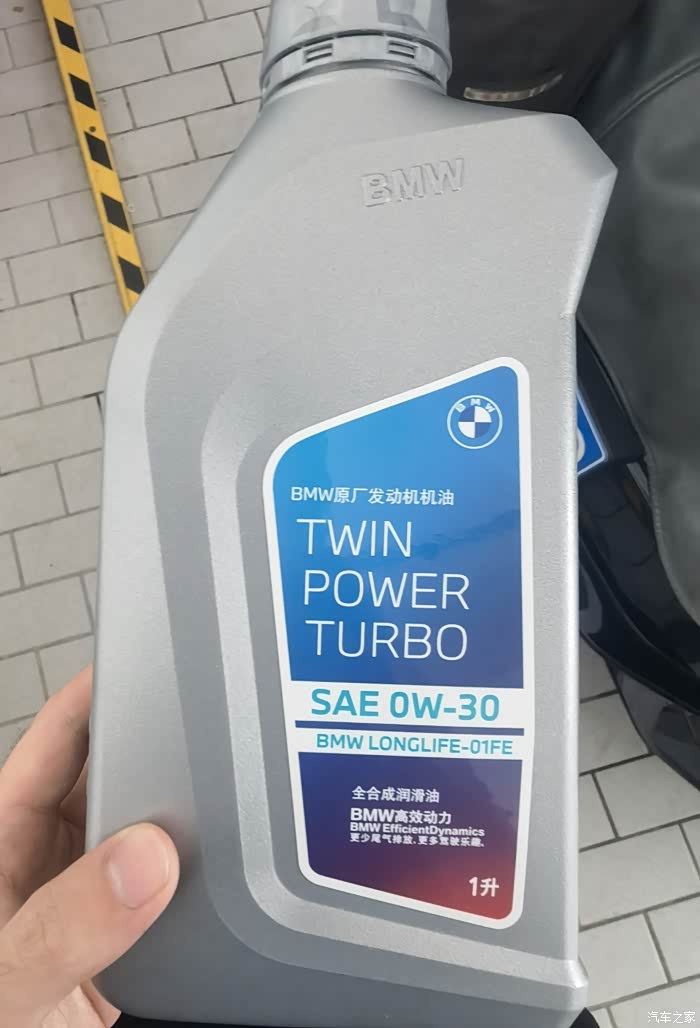 BMW
BMW
BMW原厂发动机机油
TWIN
POWER
TURBO
SAE 0W-30
BMW LONGLIFE-01FE
全合成润滑油
BMW高效动力
BMW EfficientDynamics
更少尾气排放，更多驾驶乐趣。
1升
汽车之家